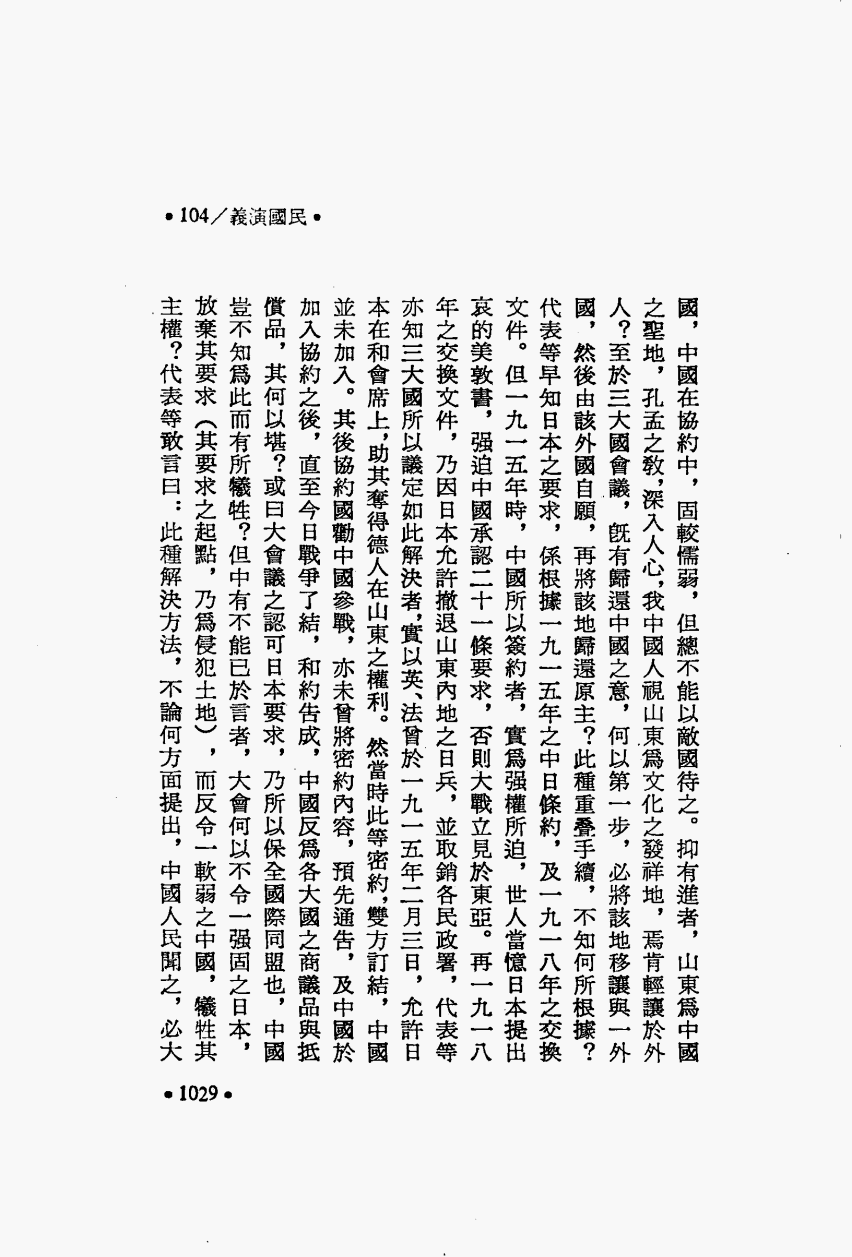 •104/義演國民•
國，中國在協約中，固較懦弱，但總不能以敵國待之。抑有進者，山東爲中國
之聖地，孔孟之敎，深入人心，我中國人視山東爲文化之發祥地，焉肯輕讓於外
人？至於三大國會議，旣有歸還中國之意，何以第一步，必將該地移讓與一外
國，然後由該外國自願，再將該地歸還原主？此種重疊手續，不知何所根據？
代表等早知日本之要求，係根據一九一五年之中日條約，及一九一八年之交換
文件。但一九一五年時，中國所以簽約者，實爲强權所迫，世人當憶日本提出
哀的美敦書，强迫中國承認二十一條要求，否則大戰立見於東亞。再一九一八
年之交換文件，乃因日本允許撤退山東內地之日兵，並取銷各民政署，代表等
亦知三大國所以議定如此解決者，實以英、法曾於一九一五年二月三日，允許日
本在和會席上，助其奪得德人在山東之權利。然當時此等密約，雙方訂結，中國
並未加入。其後協約國勸中國參戰，亦未曾將密約內容，預先通告，及中國於
加入協約之後，直至今日戰爭了結，和約告成，中國反爲各大國之商議品與抵
償品，其何以堪？或曰大會議之認可日本要求，乃所以保全國際同盟也，中國
豈不知爲此而有所犧牲？但中有不能已於言者，大會何以不令一强固之日本，
放棄其要求（其要求之起點，乃爲侵犯土地），而反令一軟弱之中國，犧牲其
主權？代表等敢言曰：此種解決方法，不論何方面提出，中國人民聞之，必大
•1029•